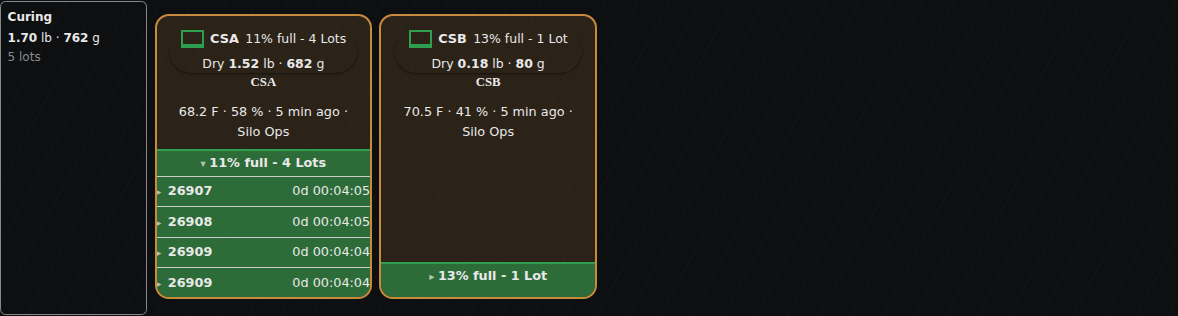 Curing
1.70 lb · 762 g
5 lots
CSA 11% full - 4 Lots
Dry 1.52 lb · 682 g
CSA
68.2 F · 58 % · 5 min ago ·
Silo Ops
▾ 11% full - 4 Lots
▸ 26907 0d 00:04:05
▸ 26908 0d 00:04:05
▸ 26909 0d 00:04:04
▸ 26909 0d 00:04:04
CSB 13% full - 1 Lot
Dry 0.18 lb · 80 g
CSB
70.5 F · 41 % · 5 min ago ·
Silo Ops
▸ 13% full - 1 Lot